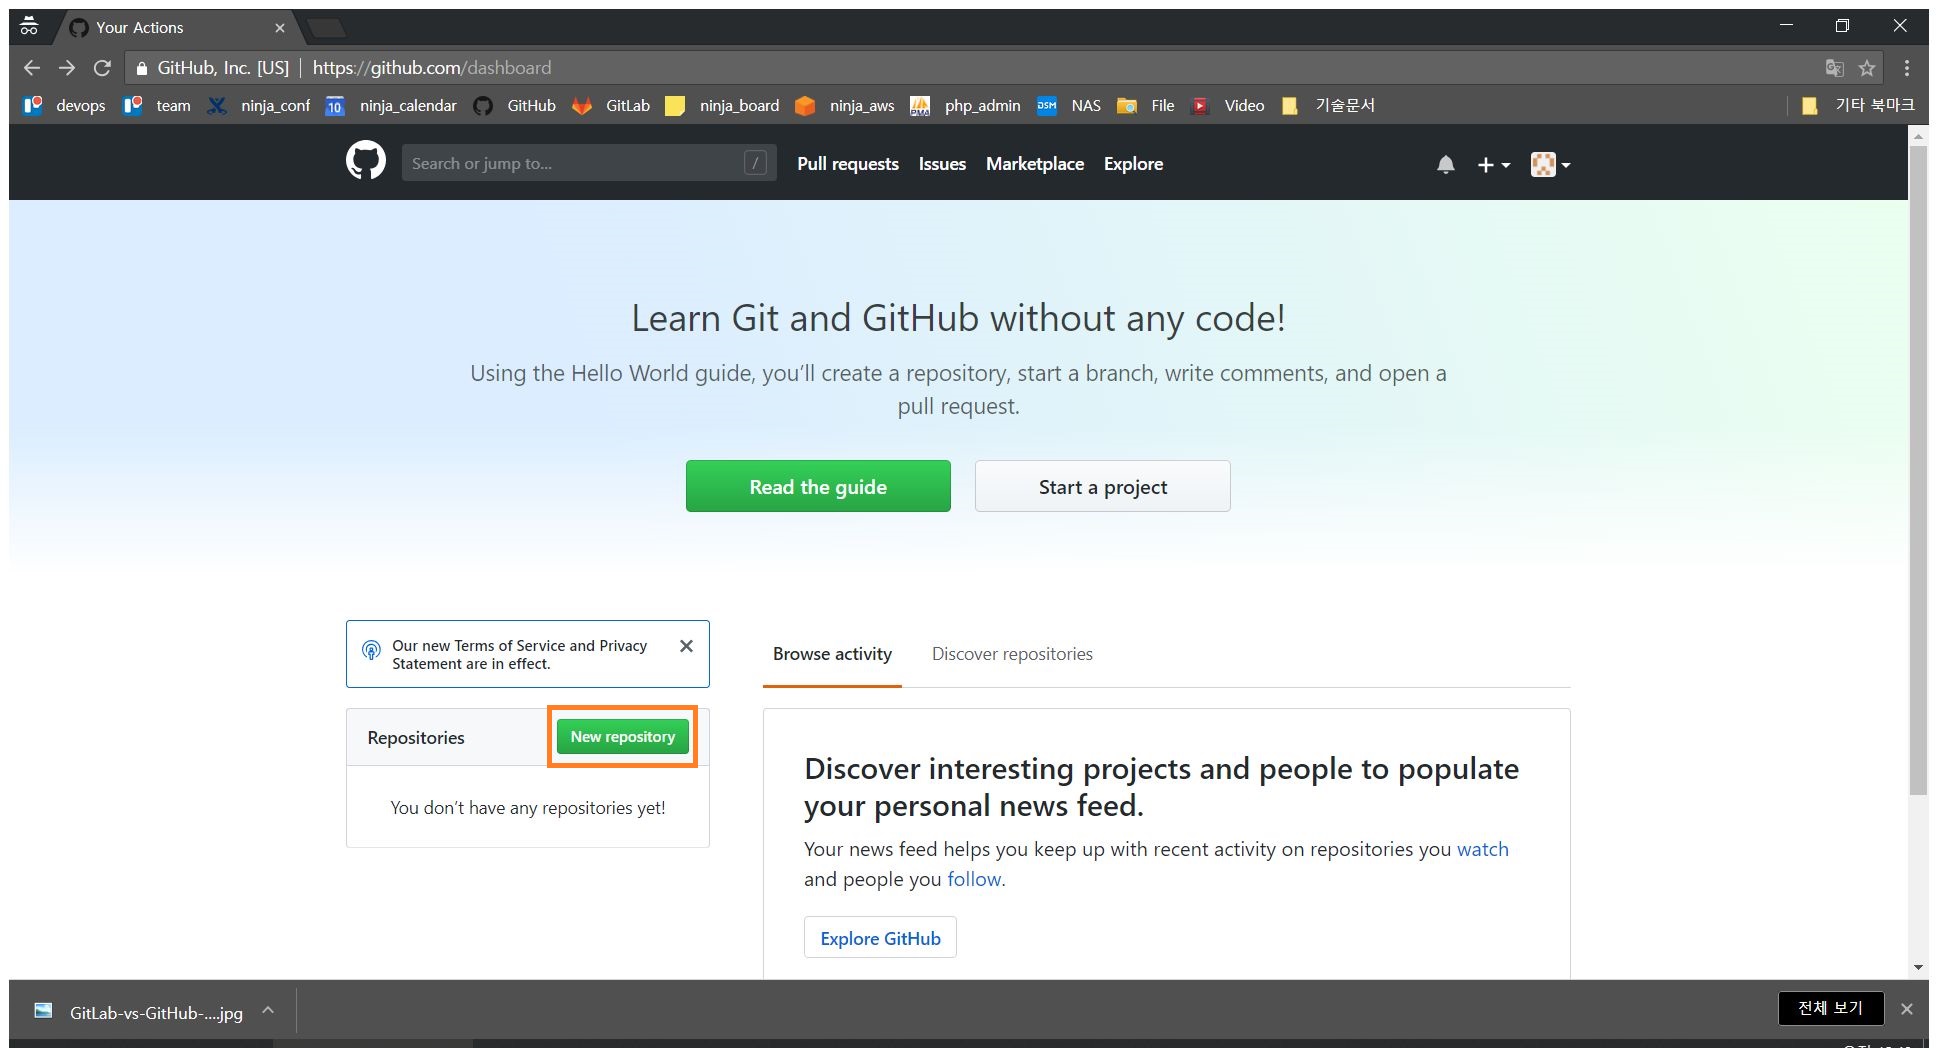 Your Actions
GitHub, Inc. [US] https://github.com/dashboard
devops team ninja_conf 10 ninja_calendar GitHub GitLab ninja_board ninja_aws PMA php_admin DSM NAS File Video 기술문서 기타 북마크
Search or jump to... / Pull requests Issues Marketplace Explore
Learn Git and GitHub without any code!
Using the Hello World guide, you’ll create a repository, start a branch, write comments, and open a
pull request.
Read the guide Start a project
Our new Terms of Service and Privacy
Statement are in effect.
Repositories New repository
You don’t have any repositories yet!
Browse activity Discover repositories
Discover interesting projects and people to populate
your personal news feed.
Your news feed helps you keep up with recent activity on repositories you watch
and people you follow.
Explore GitHub
GitLab-vs-GitHub-....jpg 전체 보기